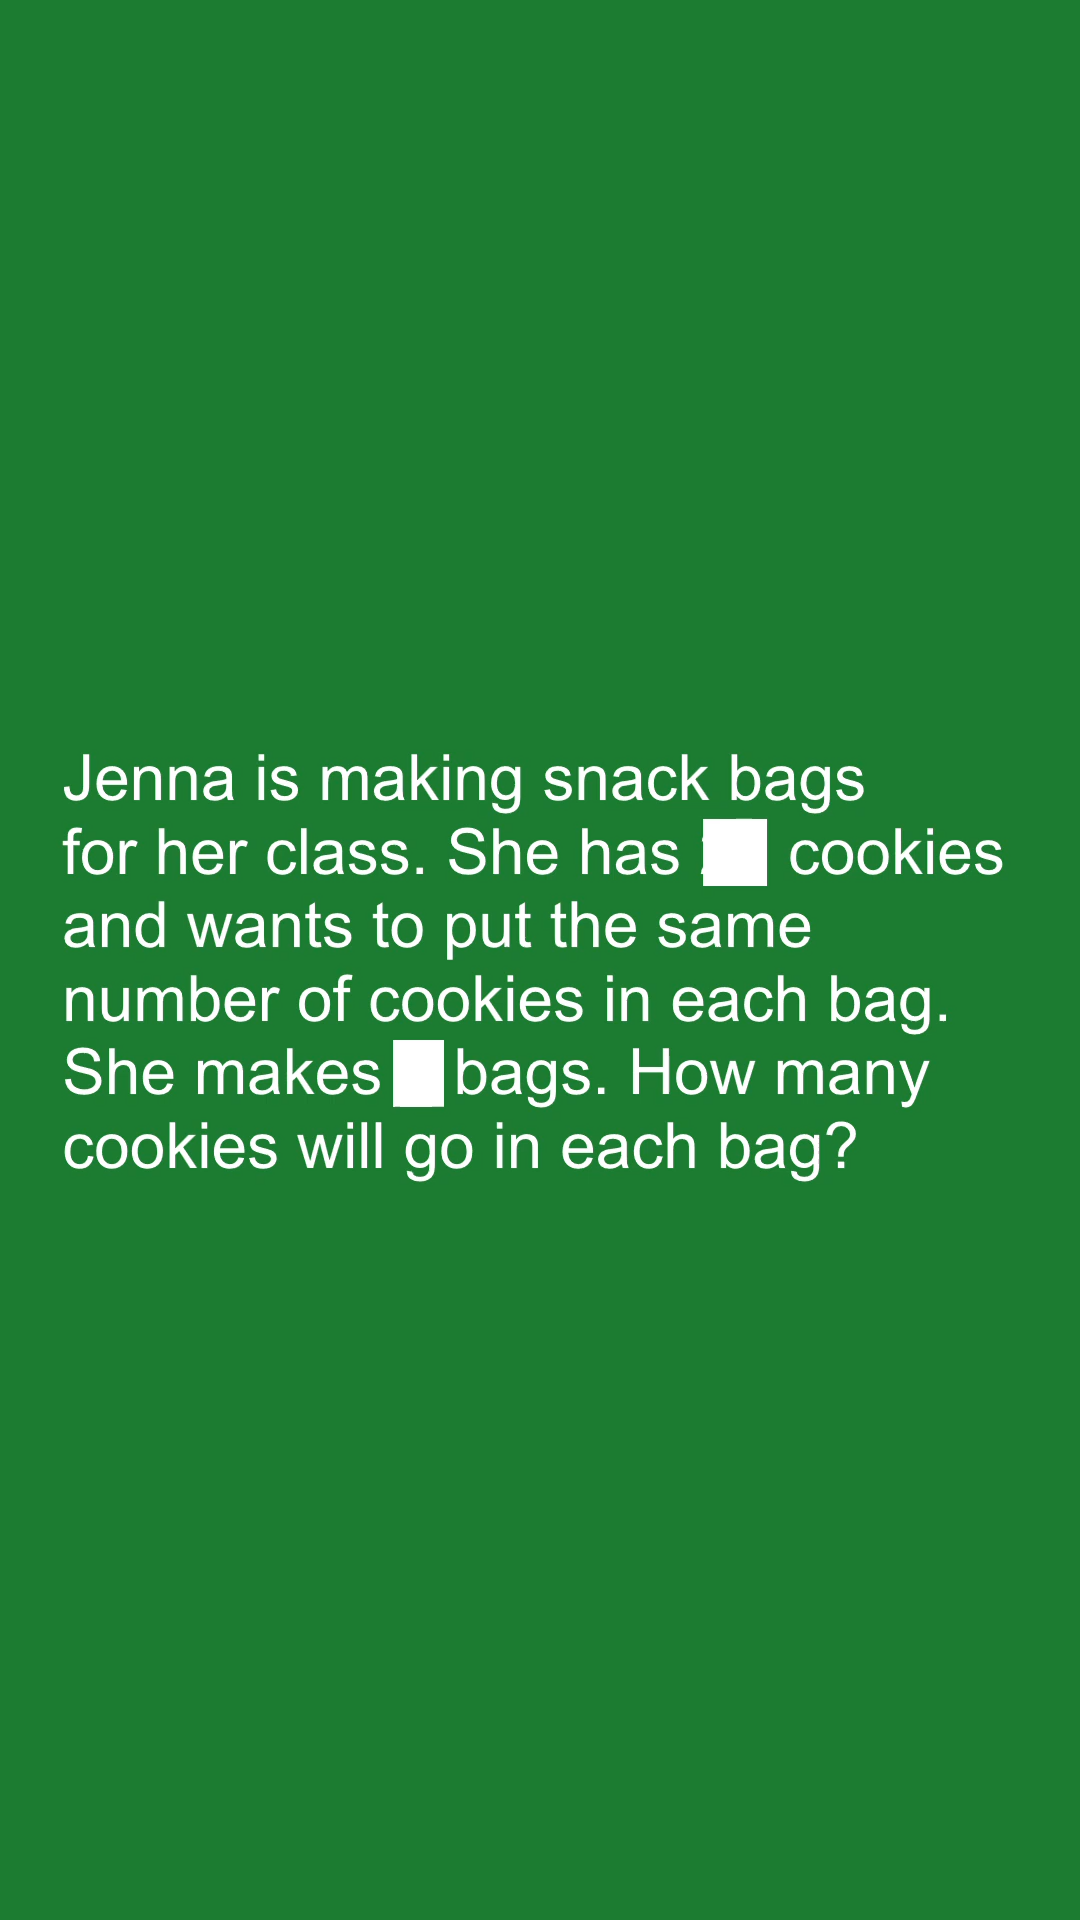 Jenna is making snack bags
for her class. She has cookies
and wants to put the same
number of cookies in each bag.
She makes bags. How many
cookies will go in each bag?